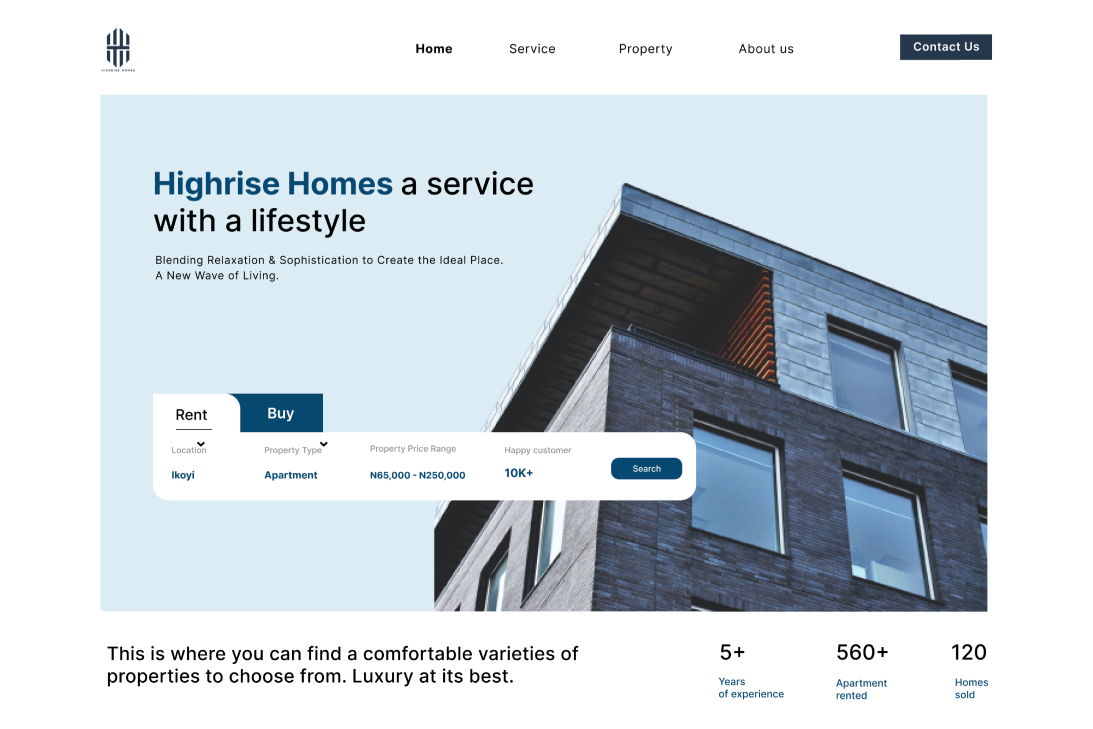 HIGHRISE HOMES
Home
Service
Property
About us
Contact Us
Highrise Homes a service
with a lifestyle
Blending Relaxation & Sophistication to Create the Ideal Place.
A New Wave of Living.
Rent
Buy
Location
Property Type
Property Price Range
Happy customer
Ikoyi
Apartment
N65,000 - N250,000
10K+
Search
This is where you can find a comfortable varieties of
properties to choose from. Luxury at its best.
5+
Years
of experience
560+
Apartment
rented
120
Homes
sold